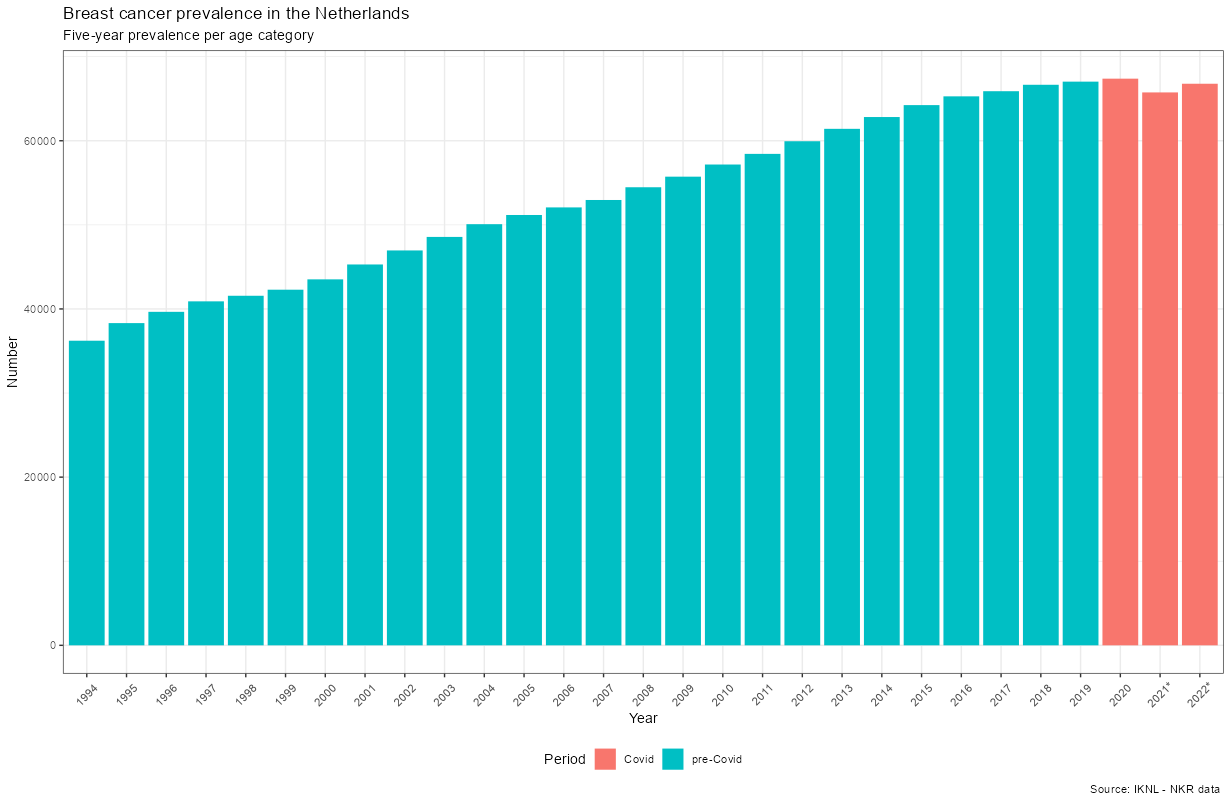 Breast cancer prevalence in the Netherlands
Five-year prevalence per age category
Number
60000
40000
20000
0
1994 1995 1996 1997 1998 1999 2000 2001 2002 2003 2004 2005 2006 2007 2008 2009 2010 2011 2012 2013 2014 2015 2016 2017 2018 2019 2020 2021* 2022*
Year
Period Covid pre-Covid
Source: IKNL - NKR data